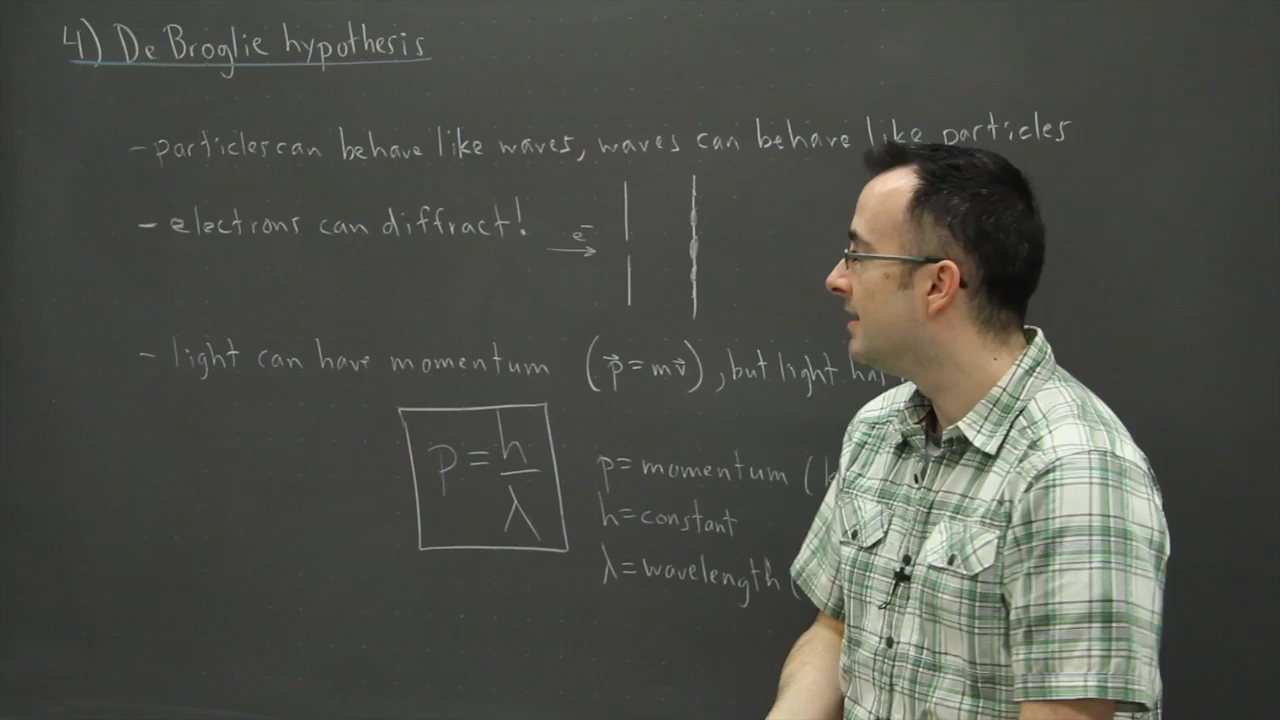 4) De Broglie hypothesis
- particles can behave like waves, waves can behave like particles
- electrons can diffract! e⁻
- light can have momentum (p⃗ = mv⃗), but light
p = h/λ
p = momentum (
h = constant
λ = wavelength (